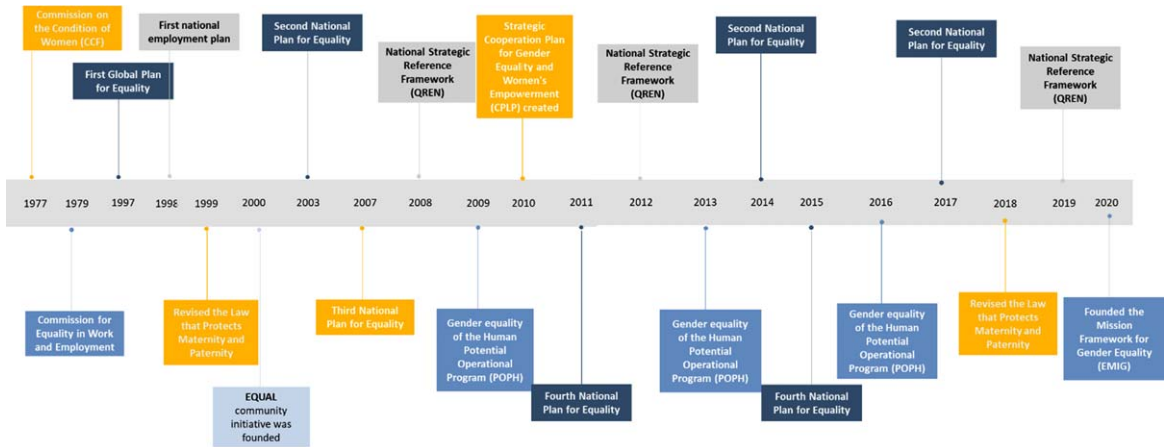 Commission on
the Condition of
Women (CCF)
First national
employment plan
Second National
Plan for Equality
Strategic
Cooperation Plan
for Gender
Equality and
Women's
Empowerment
(CPLP) created
Second National
Plan for Equality
Second National
Plan for Equality
First Global Plan
for Equality
National Strategic
Reference
Framework
(QREN)
National Strategic
Reference
Framework
(QREN)
National Strategic
Reference
Framework
(QREN)
1977 1979 1997 1998 1999 2000 2003 2007 2008 2009 2010 2011 2012 2013 2014 2015 2016 2017 2018 2019 2020
Commission for
Equality in Work
and Employment
Revised the Law
that Protects
Maternity and
Paternity
Third National
Plan for Equality
Gender equality
of the Human
Potential
Operational
Program (POPH)
Gender equality
of the Human
Potential
Operational
Program (POPH)
Gender equality
of the Human
Potential
Operational
Program (POPH)
Revised the Law
that Protects
Maternity and
Paternity
Founded the
Mission
Framework for
Gender Equality
(EMIG)
EQUAL
community
initiative was
founded
Fourth National
Plan for Equality
Fourth National
Plan for Equality